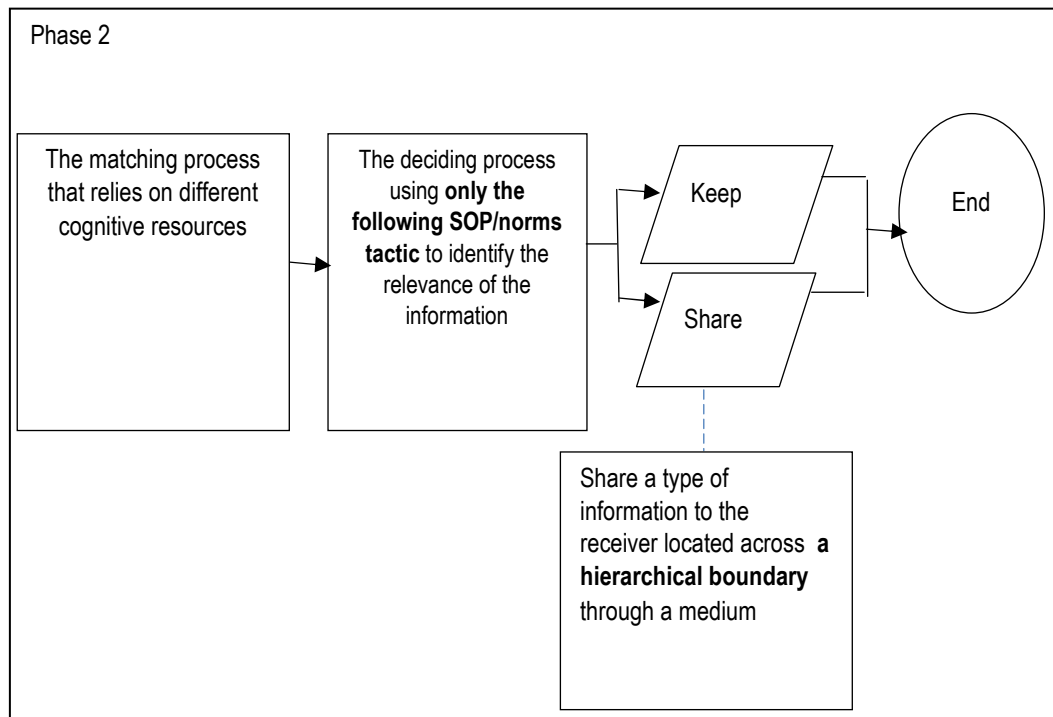 Phase 2
The matching process
that relies on different
cognitive resources
The deciding process
using only the
following SOP/norms
tactic to identify the
relevance of the
information
Keep
Share
End
Share a type of
information to the
receiver located across a
hierarchical boundary
through a medium